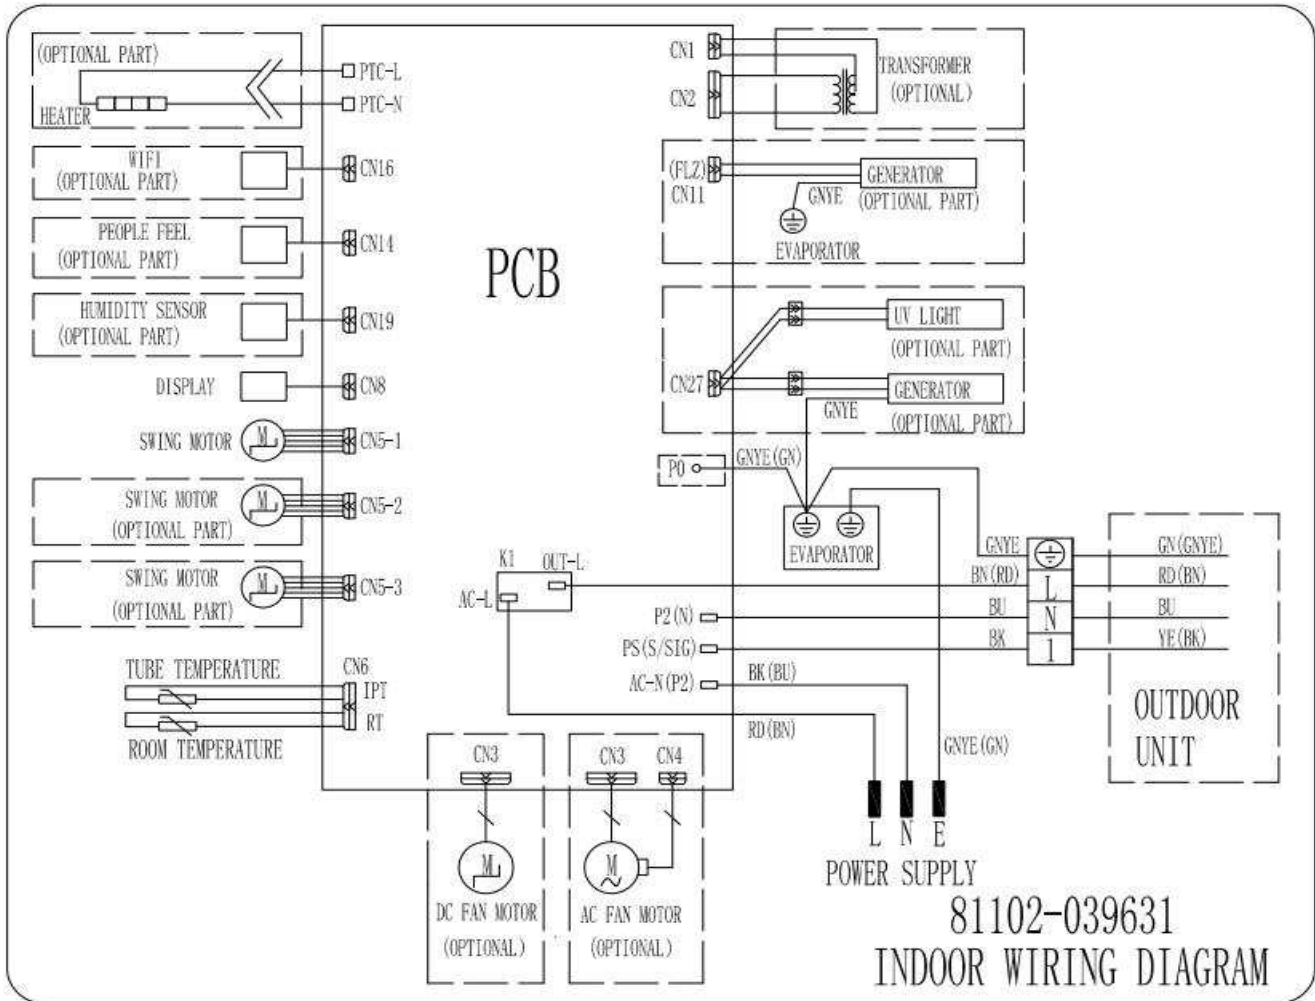 (OPTIONAL PART)
HEATER
PTC-L
PTC-N
WIFI
(OPTIONAL PART)
CN16
PEOPLE FEEL
(OPTIONAL PART)
CN14
HUMIDITY SENSOR
(OPTIONAL PART)
CN19
DISPLAY
CN8
SWING MOTOR
M
CN5-1
SWING MOTOR
(OPTIONAL PART)
M
CN5-2
SWING MOTOR
(OPTIONAL PART)
M
CN5-3
TUBE TEMPERATURE
CN6
IPT
RT
ROOM TEMPERATURE
PCB
CN1
CN2
TRANSFORMER
(OPTIONAL)
(FLZ)
CN11
GENERATOR
(OPTIONAL PART)
GNYE
EVAPORATOR
CN27
UV LIGHT
(OPTIONAL PART)
GENERATOR
(OPTIONAL PART)
GNYE
P0
GNYE(GN)
EVAPORATOR
K1
OUT-L
AC-L
P2(N)
PS(S/SIG)
AC-N(P2)
BK(BU)
RD(BN)
GNYE(GN)
GNYE
GN(GNYE)
BN(RD)
L
RD(BN)
BU
N
BU
BK
1
YE(BK)
OUTDOOR
UNIT
L N E
POWER SUPPLY
CN3
M
DC FAN MOTOR
(OPTIONAL)
CN3
CN4
M
AC FAN MOTOR
(OPTIONAL)
81102-039631
INDOOR WIRING DIAGRAM